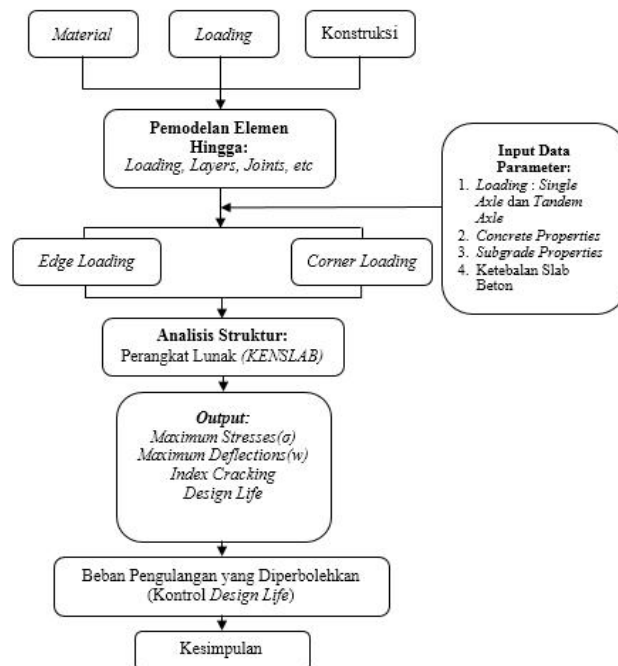 Material
Loading
Konstruksi
Pemodelan Elemen
Hingga:
Loading, Layers, Joints, etc
Input Data
Parameter:
1. Loading : Single
Axle dan Tandem
Axle
2. Concrete Properties
3. Subgrade Properties
4. Ketebalan Slab
Beton
Edge Loading
Corner Loading
Analisis Struktur:
Perangkat Lunak (KENSLAB)
Output:
Maximum Stresses(σ)
Maximum Deflections(w)
Index Cracking
Design Life
Beban Pengulangan yang Diperbolehkan
(Kontrol Design Life)
Kesimpulan